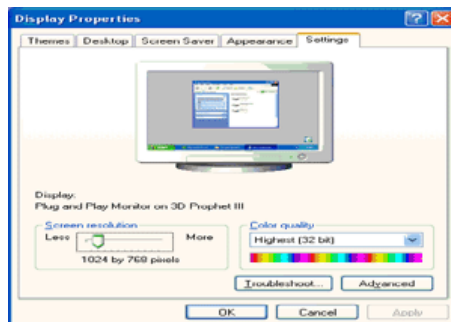 Display Properties
Themes Desktop Screen Saver Appearance Settings
Display:
Plug and Play Monitor on 3D Prophet III
Screen resolution
Less More
1024 by 768 pixels
Color quality
Highest (32 bit)
Troubleshoot... Advanced
OK Cancel Apply